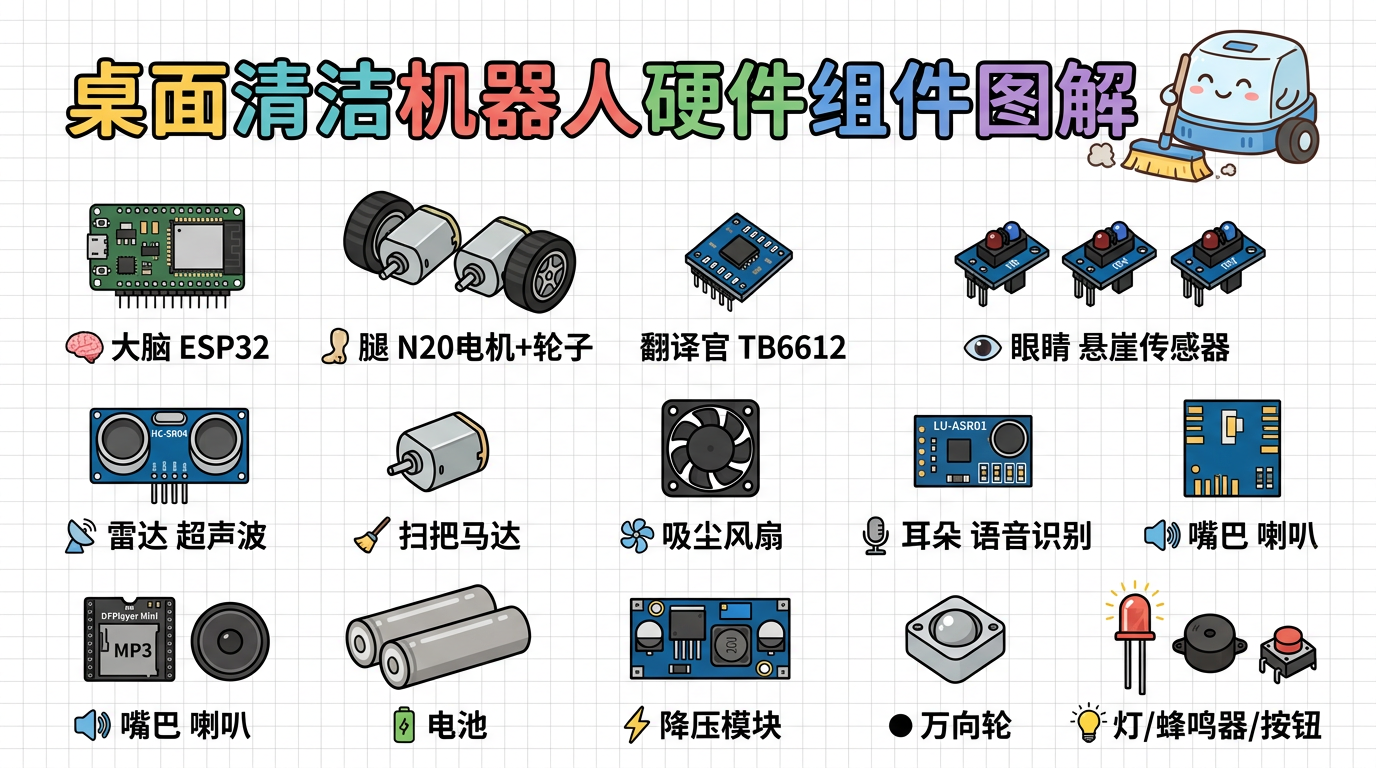 桌面清洁机器人硬件组件图解
大脑 ESP32
腿 N20电机+轮子
翻译官 TB6612
眼睛 悬崖传感器
HC-SR04
雷达 超声波
扫把马达
吸尘风扇
LU-ASR01
耳朵 语音识别
嘴巴 喇叭
DFPlayer Mini
MP3
嘴巴 喇叭
电池
降压模块
万向轮
灯/蜂鸣器/按钮